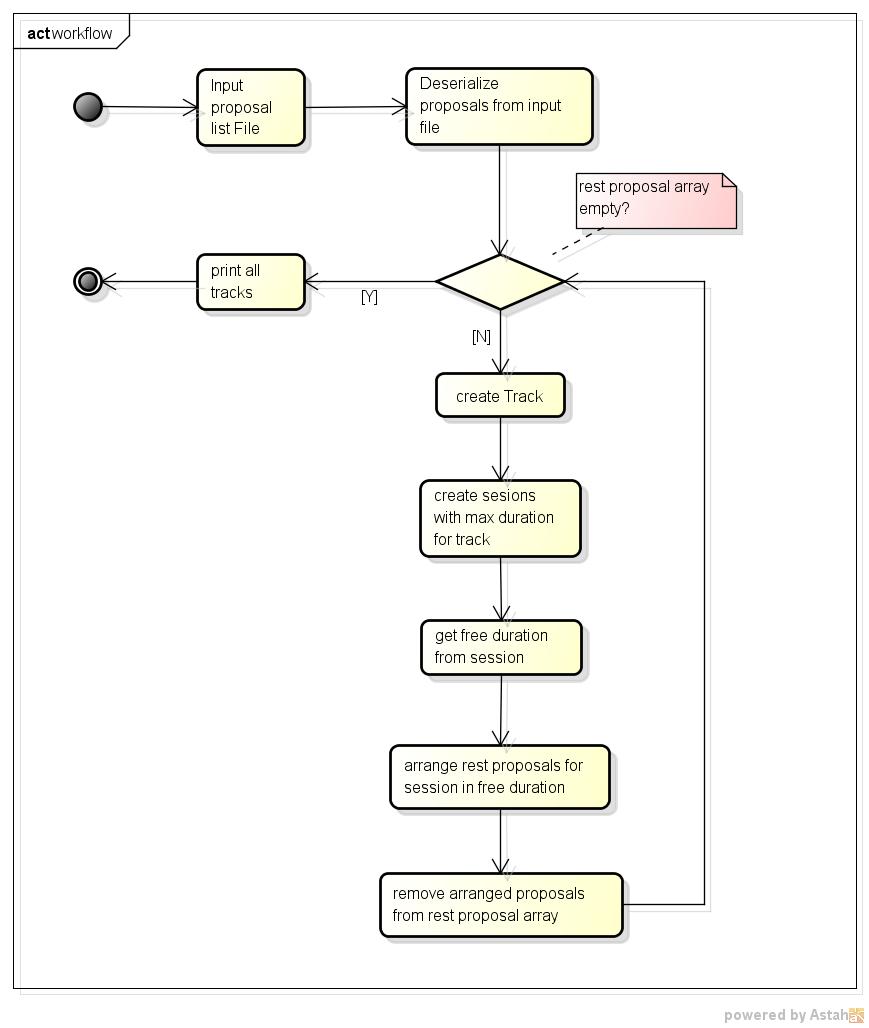 act workflow
Input
proposal
list File
Deserialize
proposals from input
file
rest proposal array
empty?
print all
tracks
[Y]
[N]
create Track
create sesions
with max duration
for track
get free duration
from session
arrange rest proposals for
session in free duration
remove arranged proposals
from rest proposal array
powered by Astah